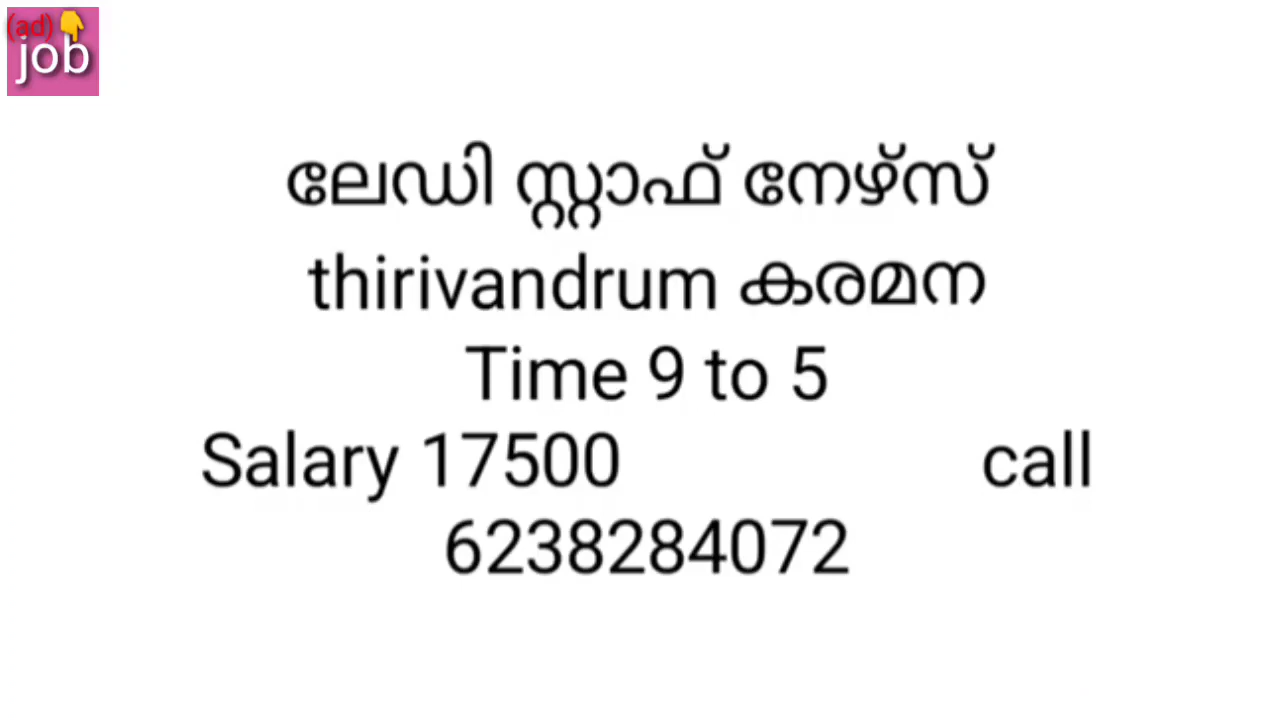 (ad)👇
job
ലേഡി സ്റ്റാഫ് നേഴ്സ്
thirivandrum കരമന
Time 9 to 5
Salary 17500 call
6238284072